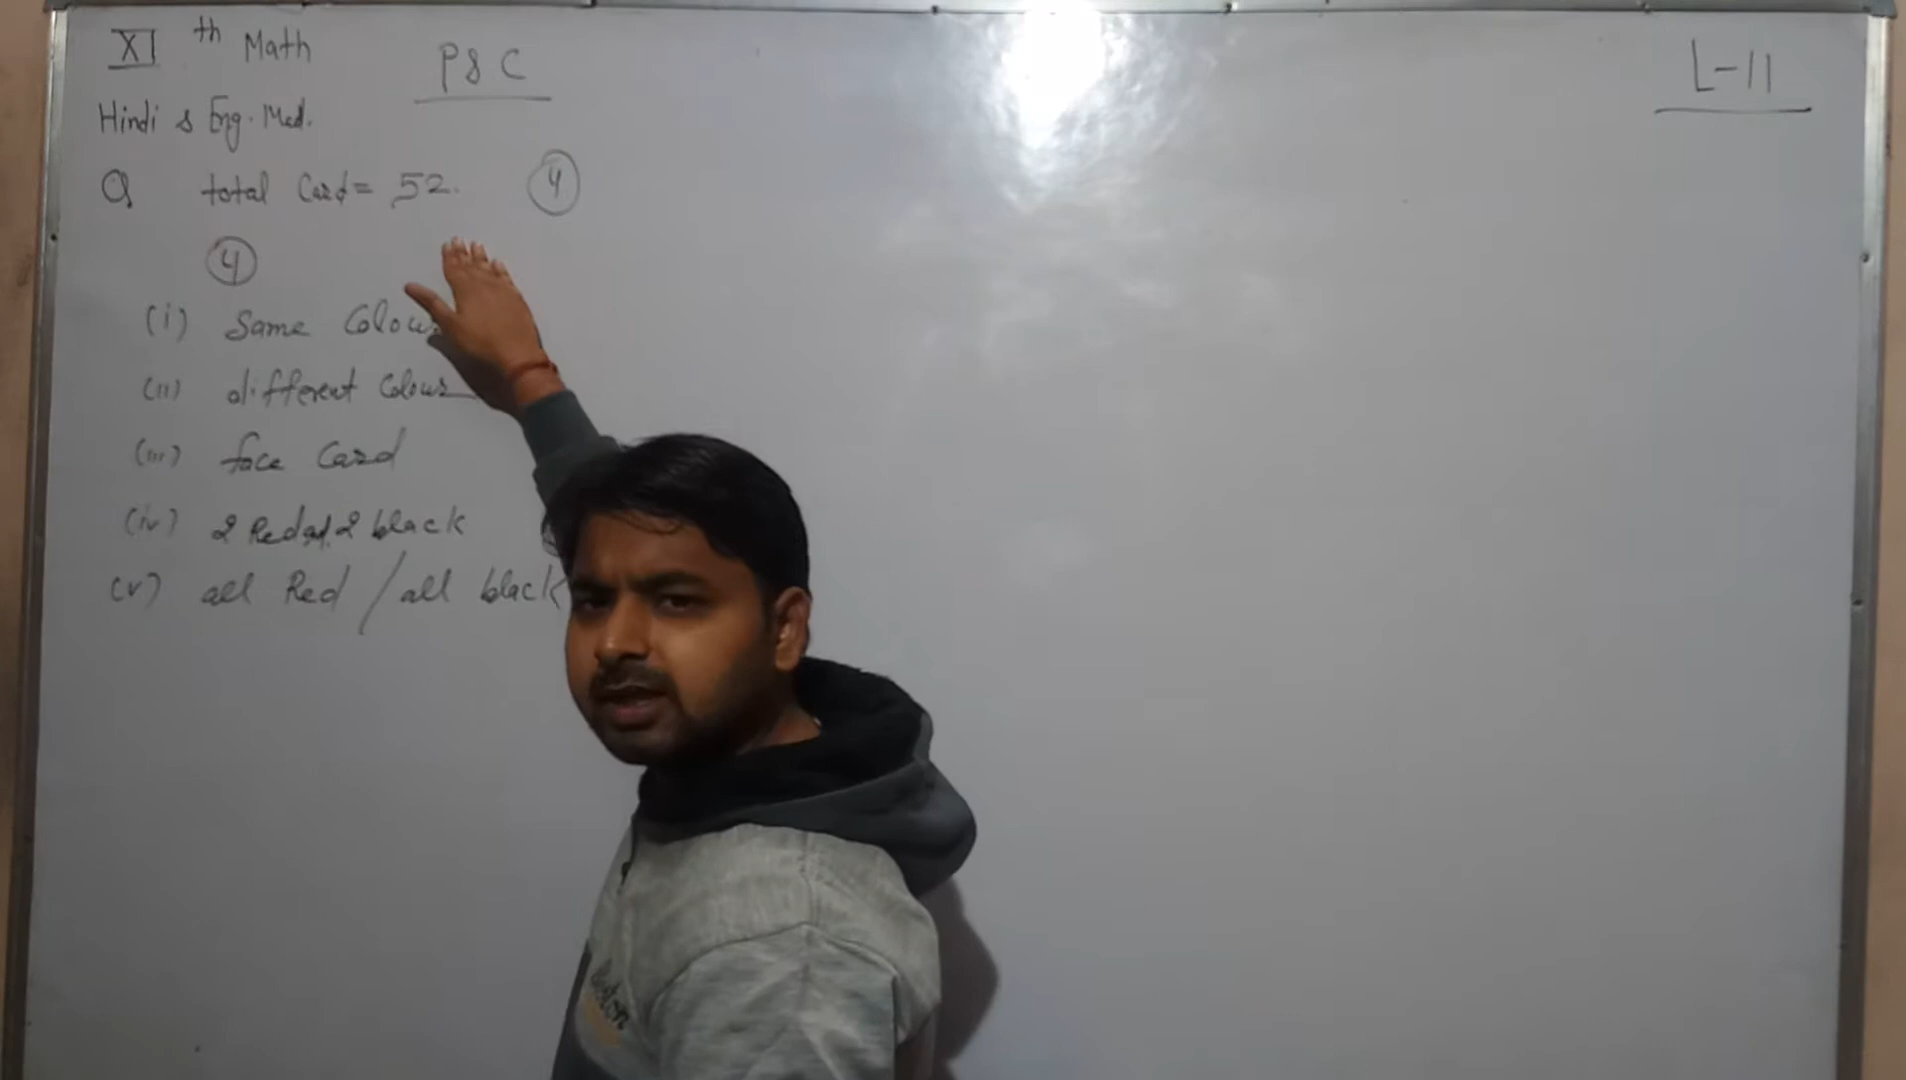 XI th Math
P & C
L-11
Hindi & Eng. Med.
Q total Card = 52. 4
4
(i) Same Colour
(ii) different Colour
(iii) face Card
(iv) 2 Red 2 black
(v) all Red / all black